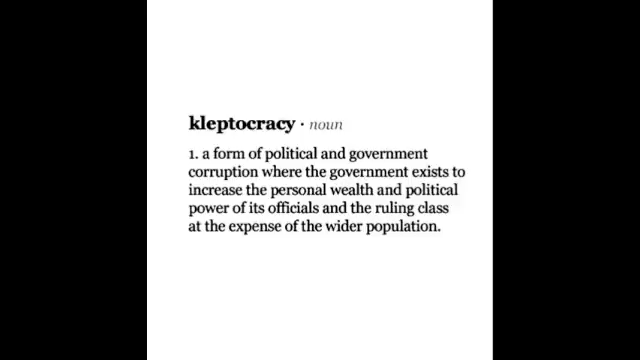 kleptocracy · noun
1. a form of political and government
corruption where the government exists to
increase the personal wealth and political
power of its officials and the ruling class
at the expense of the wider population.